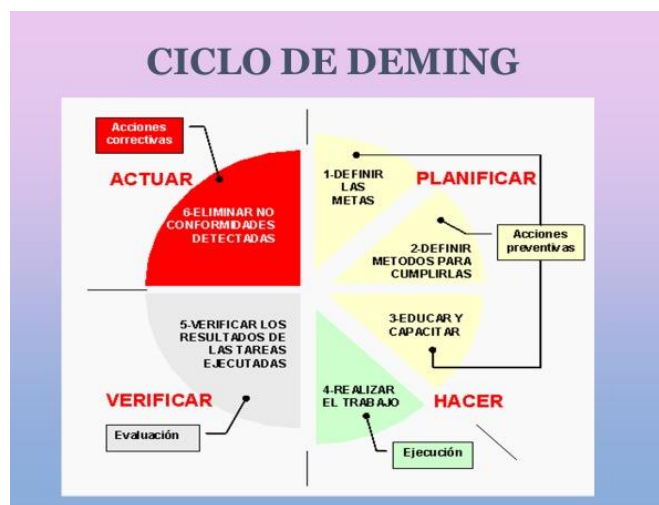 CICLO DE DEMING
Acciones
correctivas
ACTUAR
6-ELIMINAR NO
CONFORMIDADES
DETECTADAS
1-DEFINIR
LAS
METAS
PLANIFICAR
2-DEFINIR
METODOS PARA
CUMPLIRLAS
Acciones
preventivas
3-EDUCAR Y
CAPACITAR
5-VERIFICAR LOS
RESULTADOS DE
LAS TAREAS
EJECUTADAS
VERIFICAR
Evaluación
4-REALIZAR
EL TRABAJO
HACER
Ejecución